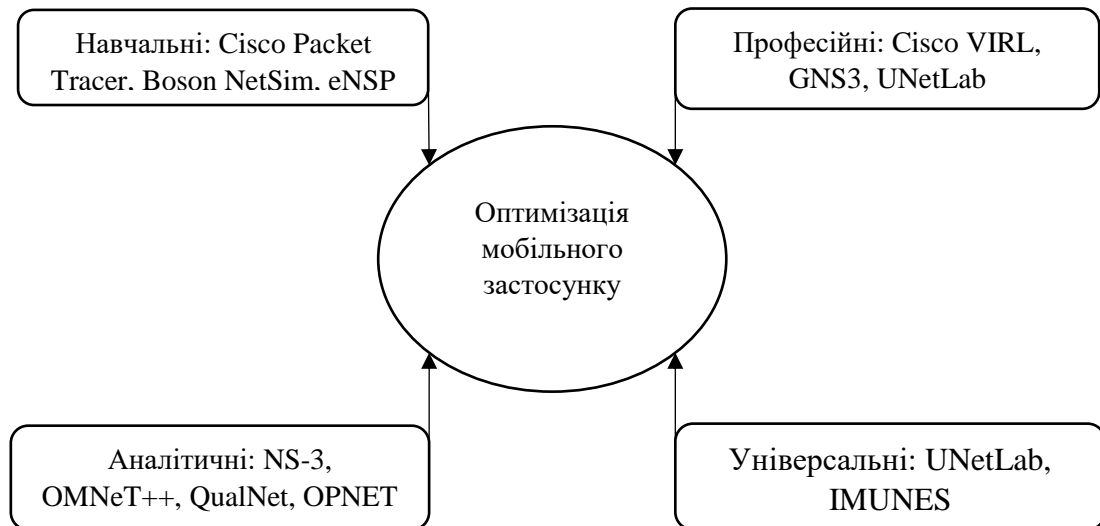 Навчальні: Cisco Packet
Tracer, Boson NetSim, eNSP
Професійні: Cisco VIRL,
GNS3, UNetLab
Оптимізація
мобільного
застосунку
Аналітичні: NS-3,
OMNeT++, QualNet, OPNET
Універсальні: UNetLab,
IMUNES